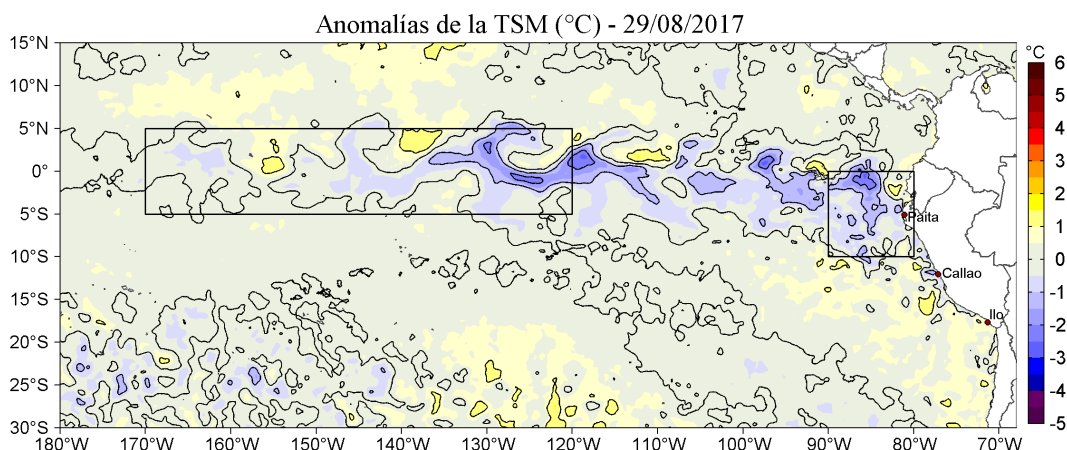 Anomalías de la TSM (°C) - 29/08/2017
15°N
10°N
5°N
0°
5°S
10°S
15°S
20°S
25°S
30°S
180°W
170°W
160°W
150°W
140°W
130°W
120°W
110°W
100°W
90°W
80°W
70°W
Paita
Callao
Ilo
°C
6
5
4
3
2
1
0
-1
-2
-3
-4
-5